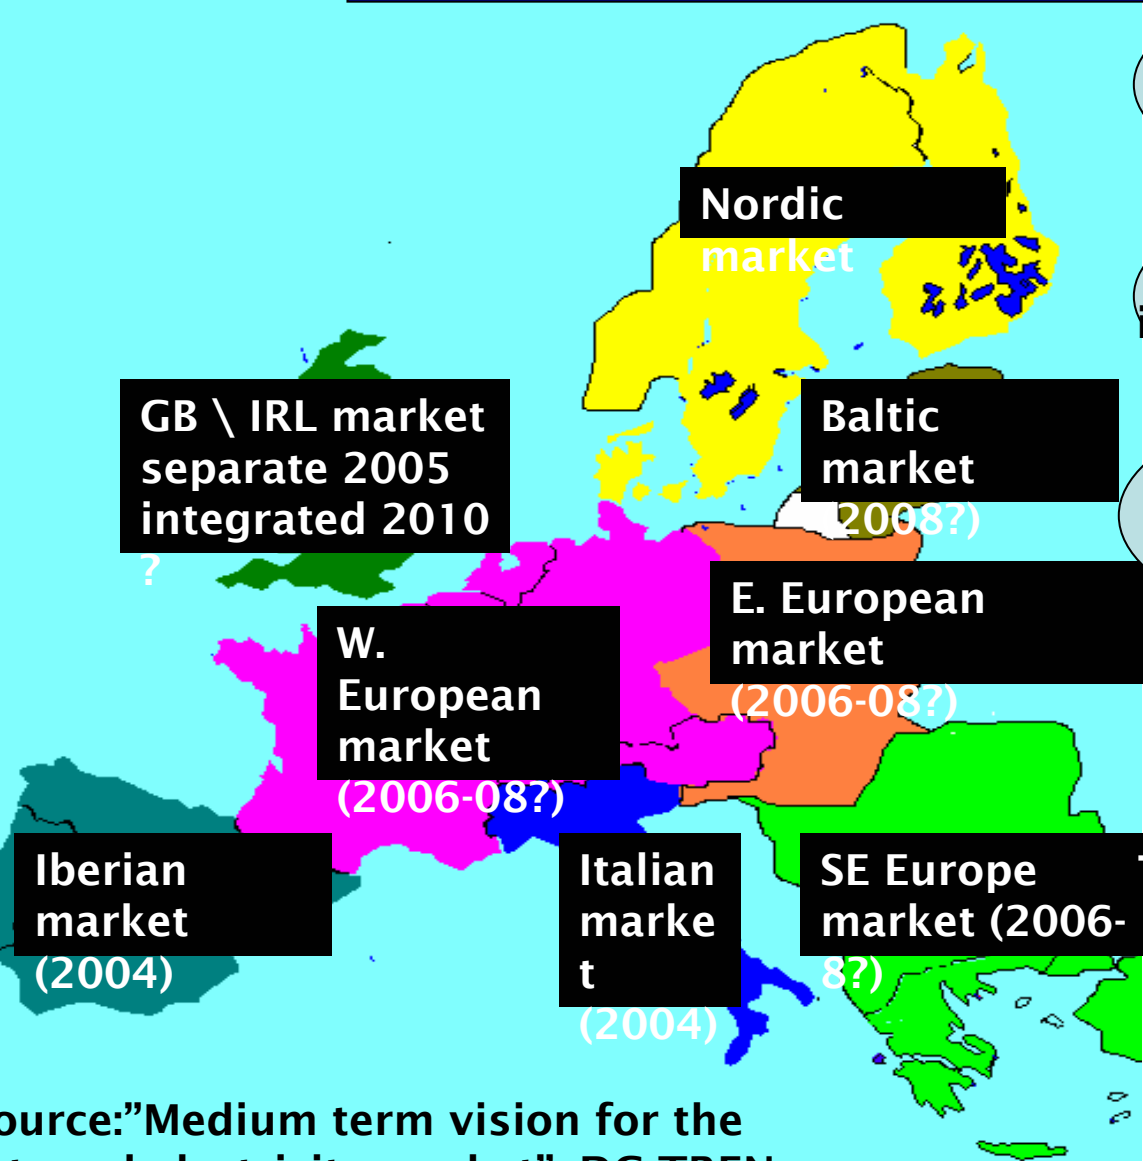 Nordic
market
GB \ IRL market
separate 2005
integrated 2010
?
Baltic
market
2008?)
E. European
market
(2006-08?)
W.
European
market
(2006-08?)
Iberian
market
(2004)
Italian
marke
t
(2004)
SE Europe
market (2006-
8?)
ource:”Medium term vision for the